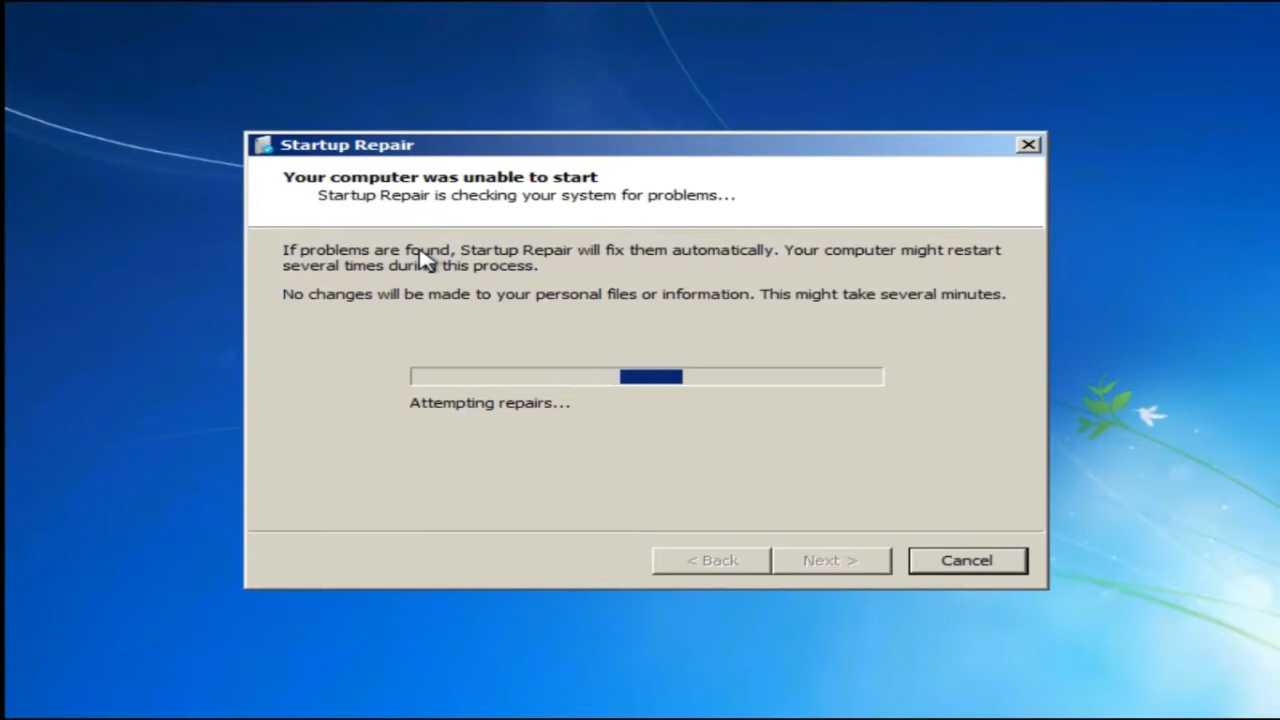 Startup Repair
Your computer was unable to start
Startup Repair is checking your system for problems...
If problems are found, Startup Repair will fix them automatically. Your computer might restart
several times during this process.
No changes will be made to your personal files or information. This might take several minutes.
Attempting repairs...
< Back
Next >
Cancel